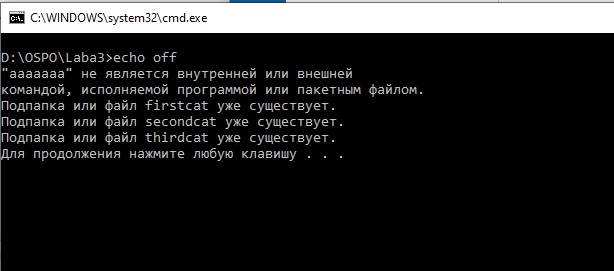 C:\WINDOWS\system32\cmd.exe
D:\OSPO\Laba3>echo off
"aaaaaaa" не является внутренней или внешней
командой, исполняемой программой или пакетным файлом.
Подпапка или файл firstcat уже существует.
Подпапка или файл secondcat уже существует.
Подпапка или файл thirdcat уже существует.
Для продолжения нажмите любую клавишу . . .